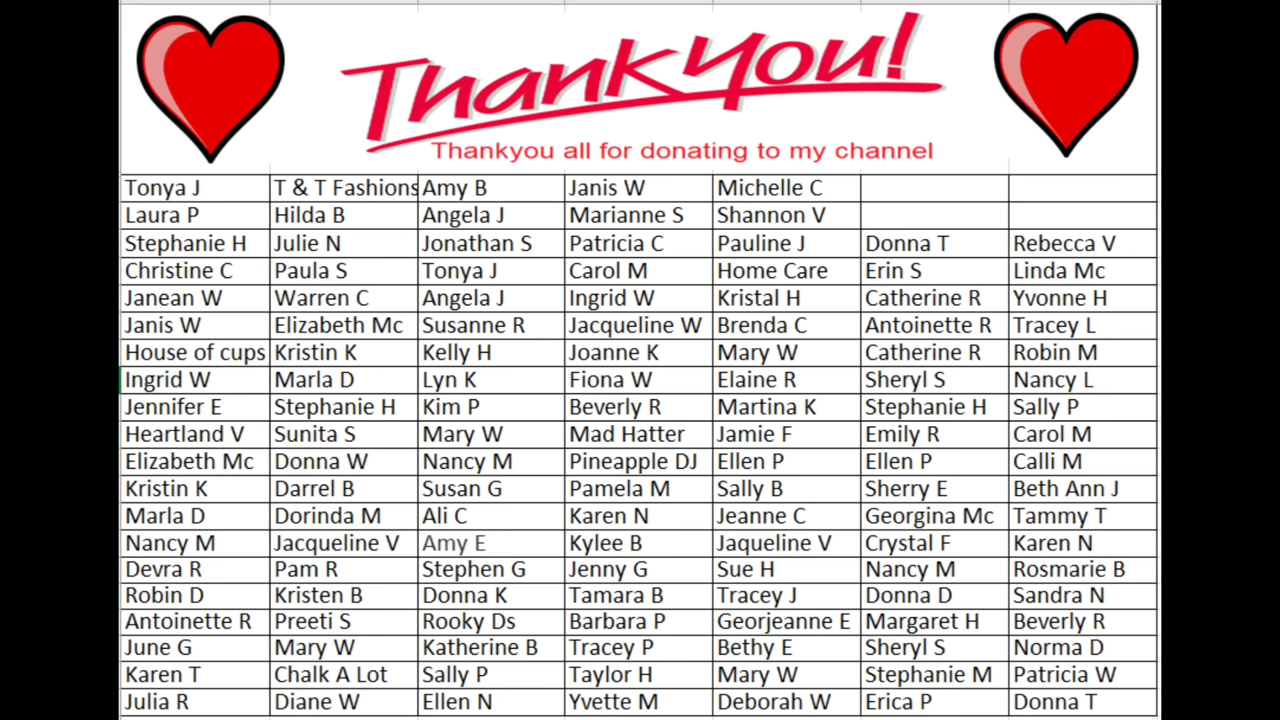 Thank You!
Thankyou all for donating to my channel
Tonya J T & T Fashions Amy B Janis W Michelle C
Laura P Hilda B Angela J Marianne S Shannon V
Stephanie H Julie N Jonathan S Patricia C Pauline J Donna T Rebecca V
Christine C Paula S Tonya J Carol M Home Care Erin S Linda Mc
Janean W Warren C Angela J Ingrid W Kristal H Catherine R Yvonne H
Janis W Elizabeth Mc Susanne R Jacqueline W Brenda C Antoinette R Tracey L
House of cups Kristin K Kelly H Joanne K Mary W Catherine R Robin M
Ingrid W Marla D Lyn K Fiona W Elaine R Sheryl S Nancy L
Jennifer E Stephanie H Kim P Beverly R Martina K Stephanie H Sally P
Heartland V Sunita S Mary W Mad Hatter Jamie F Emily R Carol M
Elizabeth Mc Donna W Nancy M Pineapple DJ Ellen P Ellen P Calli M
Kristin K Darrel B Susan G Pamela M Sally B Sherry E Beth Ann J
Marla D Dorinda M Ali C Karen N Jeanne C Georgina Mc Tammy T
Nancy M Jacqueline V Amy E Kylee B Jaqueline V Crystal F Karen N
Devra R Pam R Stephen G Jenny G Sue H Nancy M Rosmarie B
Robin D Kristen B Donna K Tamara B Tracey J Donna D Sandra N
Antoinette R Preeti S Rooky Ds Barbara P Georjeanne E Margaret H Beverly R
June G Mary W Katherine B Tracey P Bethy E Sheryl S Norma D
Karen T Chalk A Lot Sally P Taylor H Mary W Stephanie M Patricia W
Julia R Diane W Ellen N Yvette M Deborah W Erica P Donna T